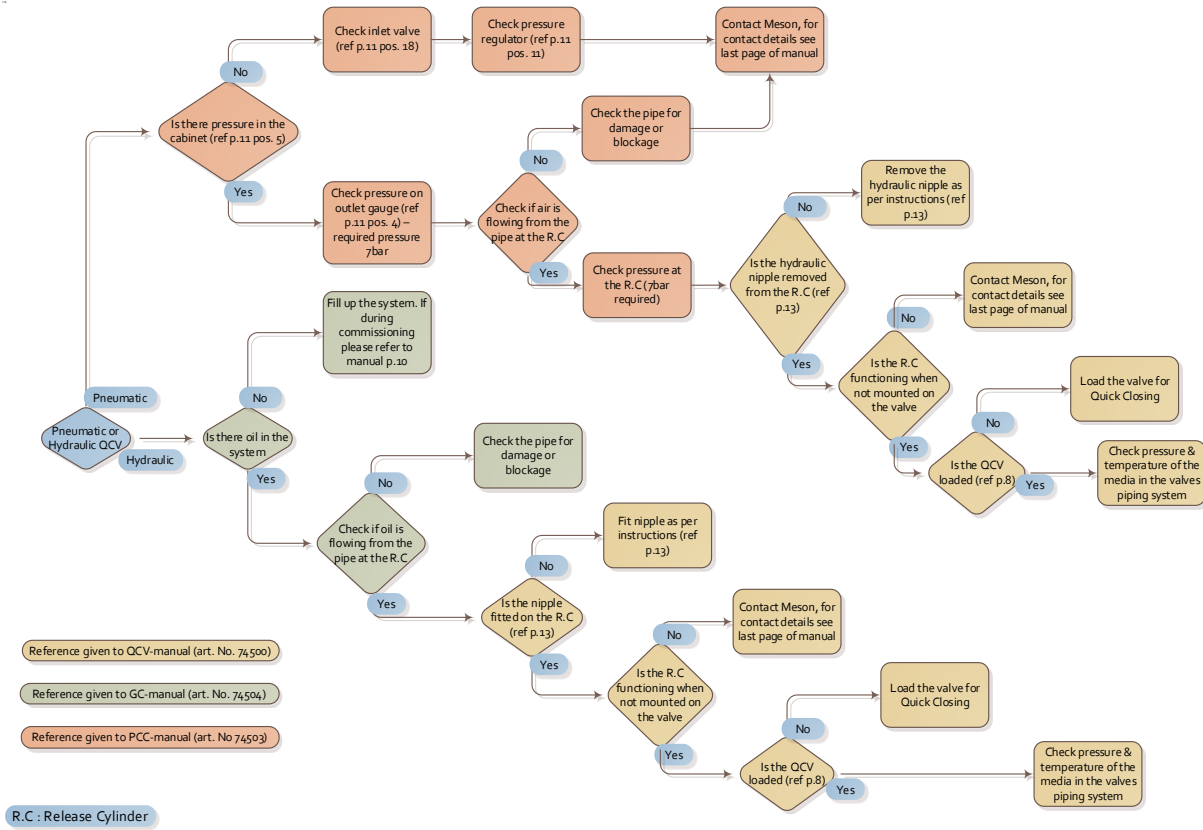 Check inlet valve
(ref p.11 pos. 18)
Check pressure
regulator (ref p.11
pos. 11)
Contact Meson, for
contact details see
last page of manual
No
Is there pressure in the
cabinet (ref p.11 pos. 5)
Yes
Check the pipe for
damage or
blockage
No
Check pressure on
outlet gauge (ref
p.11 pos. 4) –
required pressure
7bar
Check if air is
flowing from the
pipe at the R.C
Yes
Check pressure at
the R.C (7bar
required)
Remove the
hydraulic nipple as
per instructions (ref
p.13)
No
Is the hydraulic
nipple removed
from the R.C (ref
p.13)
Yes
Contact Meson, for
contact details see
last page of manual
No
Is the R.C
functioning when
not mounted on
the valve
Yes
Load the valve for
Quick Closing
No
Is the QCV
loaded (ref p.8)
Yes
Check pressure &
temperature of the
media in the valves
piping system
Fill up the system. If
during
commissioning
please refer to
manual p.10
Pneumatic
Pneumatic or
Hydraulic QCV
Hydraulic
No
Is there oil in the
system
Yes
Check the pipe for
damage or
blockage
No
Check if oil is
flowing from the
pipe at the R.C
Yes
Fit nipple as per
instructions (ref
p.13)
No
Is the nipple
fitted on the R.C
(ref p.13)
Yes
Contact Meson, for
contact details see
last page of manual
No
Is the R.C
functioning when
not mounted on
the valve
Yes
Load the valve for
Quick Closing
No
Is the QCV
loaded (ref p.8)
Yes
Check pressure &
temperature of the
media in the valves
piping system
Reference given to QCV-manual (art. No. 74500)
Reference given to GC-manual (art. No. 74504)
Reference given to PCC-manual (art. No 74503)
R.C : Release Cylinder